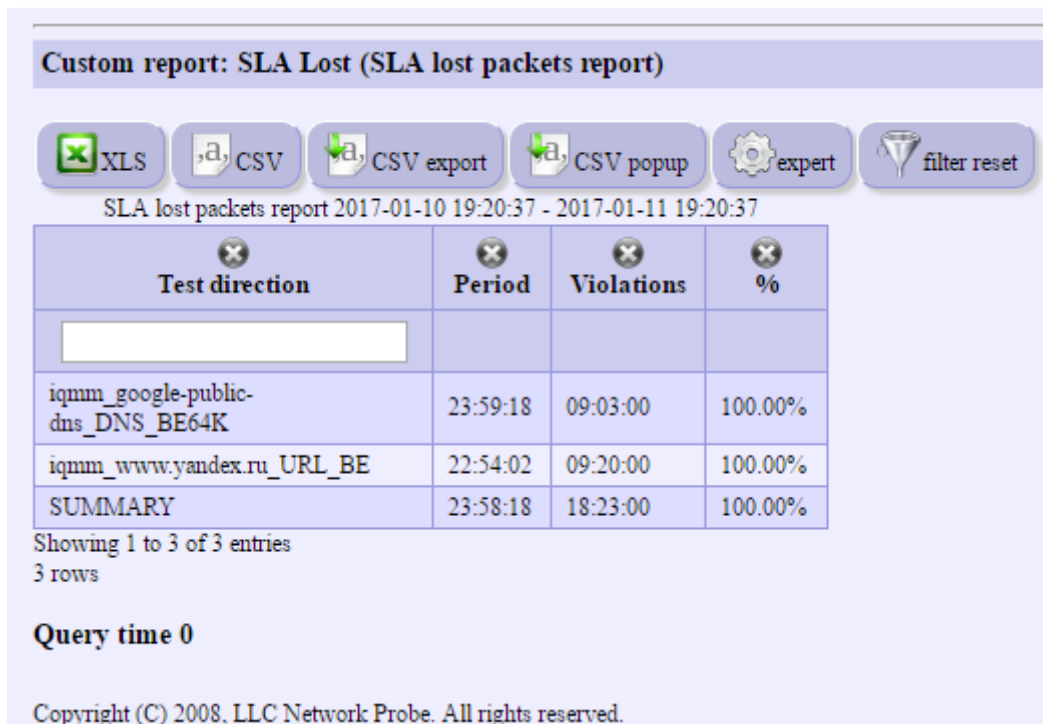 Custom report: SLA Lost (SLA lost packets report)
XLS ,a, CSV a, CSV export a, CSV popup expert filter reset
SLA lost packets report 2017-01-10 19:20:37 - 2017-01-11 19:20:37
Test direction Period Violations %
iqmm_google-public-
dns_DNS_BE64K 23:59:18 09:03:00 100.00%
iqmm_www.yandex.ru_URL_BE 22:54:02 09:20:00 100.00%
SUMMARY 23:58:18 18:23:00 100.00%
Showing 1 to 3 of 3 entries
3 rows
Query time 0
Copyright (C) 2008, LLC Network Probe. All rights reserved.